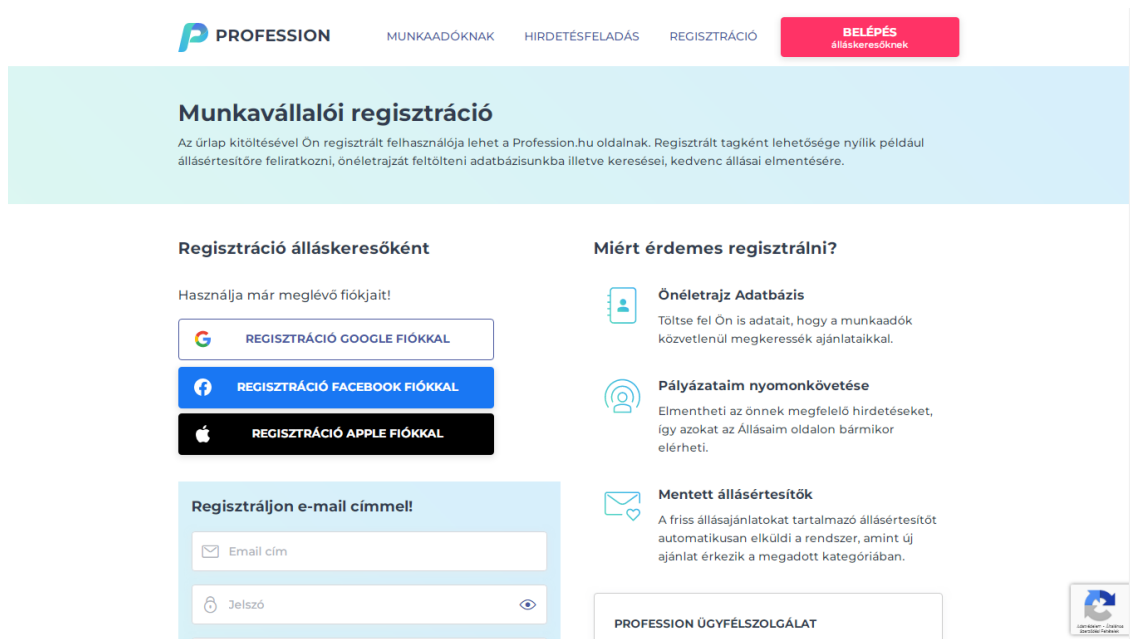 PROFESSION
MUNKAADÓKNAK
HIRDETÉSFELADÁS
REGISZTRÁCIÓ
BELÉPÉS
álláskeresőknek
Munkavállalói regisztráció
Az űrlap kitöltésével Ön regisztrált felhasználója lehet a Profession.hu oldalnak. Regisztrált tagként lehetősége nyílik például
állásértesítőre feliratkozni, önéletrajzát feltölteni adatbázisunkba illetve keresései, kedvenc állásai elmentésére.
Regisztráció álláskeresőként
Használja már meglévő fiókjait!
REGISZTRÁCIÓ GOOGLE FIÓKKAL
REGISZTRÁCIÓ FACEBOOK FIÓKKAL
REGISZTRÁCIÓ APPLE FIÓKKAL
Regisztráljon e-mail címmel!
Email cím
Jelszó
Miért érdemes regisztrálni?
Önéletrajz Adatbázis
Töltse fel Ön is adatait, hogy a munkaadók
közvetlenül megkeressék ajánlataikkal.
Pályázataim nyomonkövetése
Elmentheti az önnek megfelelő hirdetéseket,
így azokat az Állásaim oldalon bármikor
elérheti.
Mentett állásértesítők
A friss állásajánlatokat tartalmazó állásértesítőt
automatikusan elküldi a rendszer, amint új
ajánlat érkezik a megadott kategóriában.
PROFESSION ÜGYFÉLSZOLGÁLAT